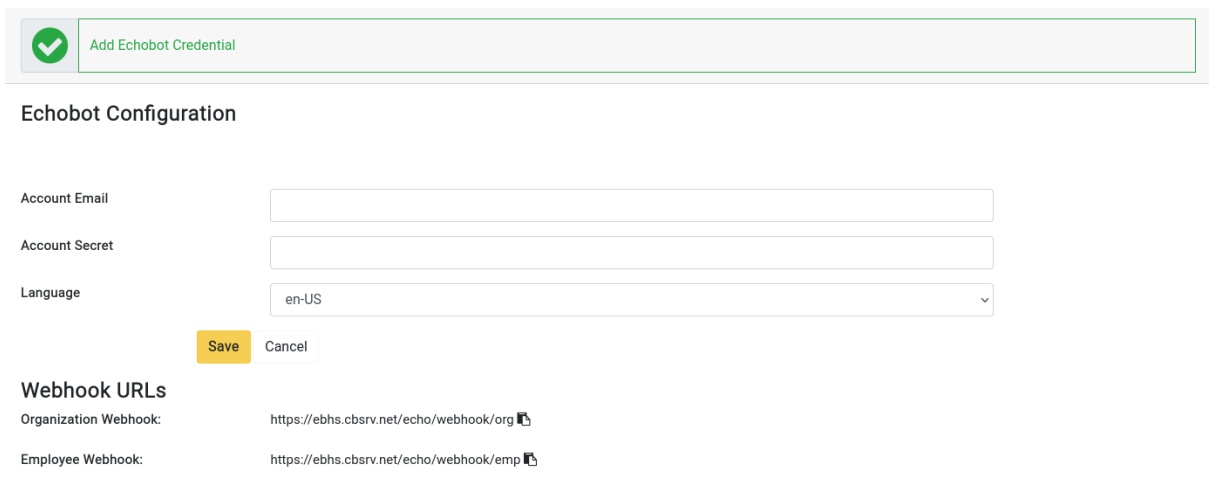 Add Echobot Credential
Echobot Configuration
Account Email
Account Secret
Language
en-US
Save Cancel
Webhook URLs
Organization Webhook: https://ebhs.cbsrv.net/echo/webhook/org
Employee Webhook: https://ebhs.cbsrv.net/echo/webhook/emp